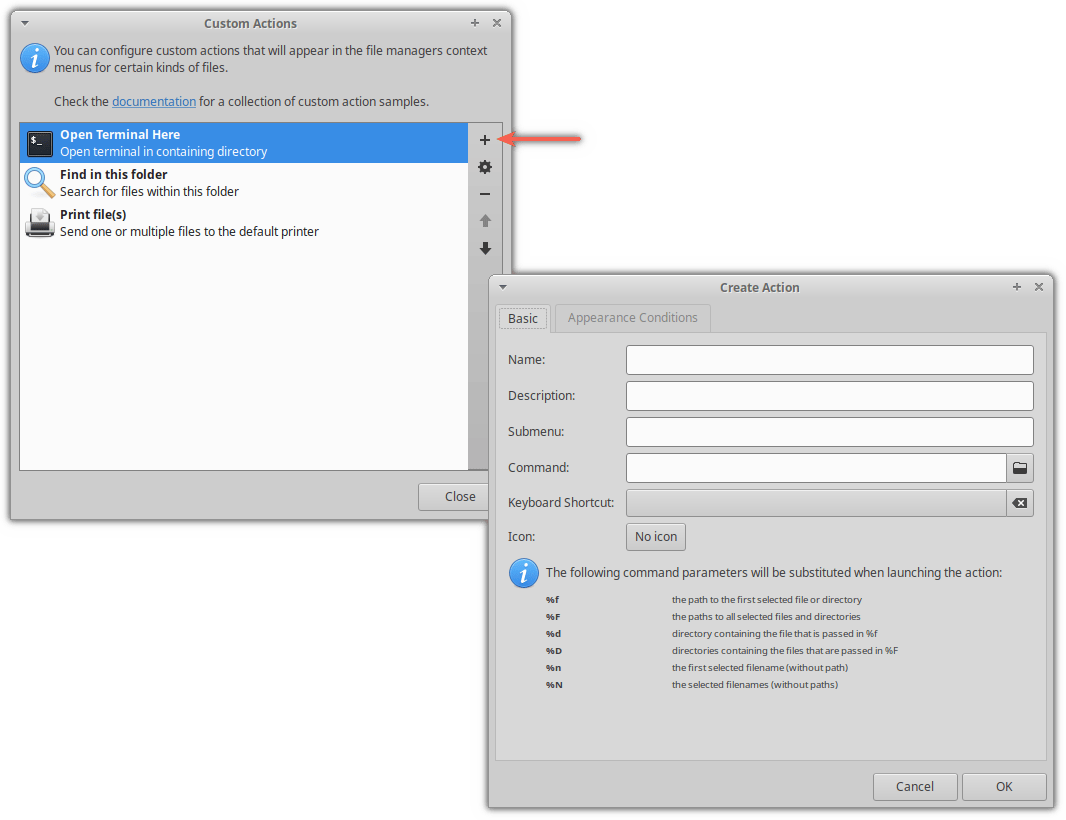 Custom Actions
You can configure custom actions that will appear in the file managers context
menus for certain kinds of files.
Check the documentation for a collection of custom action samples.
$_
Open Terminal Here
Open terminal in containing directory
Find in this folder
Search for files within this folder
Print file(s)
Send one or multiple files to the default printer
Close
Create Action
Basic
Appearance Conditions
Name:
Description:
Submenu:
Command:
Keyboard Shortcut:
Icon:
No icon
The following command parameters will be substituted when launching the action:
%f the path to the first selected file or directory
%F the paths to all selected files and directories
%d directory containing the file that is passed in %f
%D directories containing the files that are passed in %F
%n the first selected filename (without path)
%N the selected filenames (without paths)
Cancel
OK